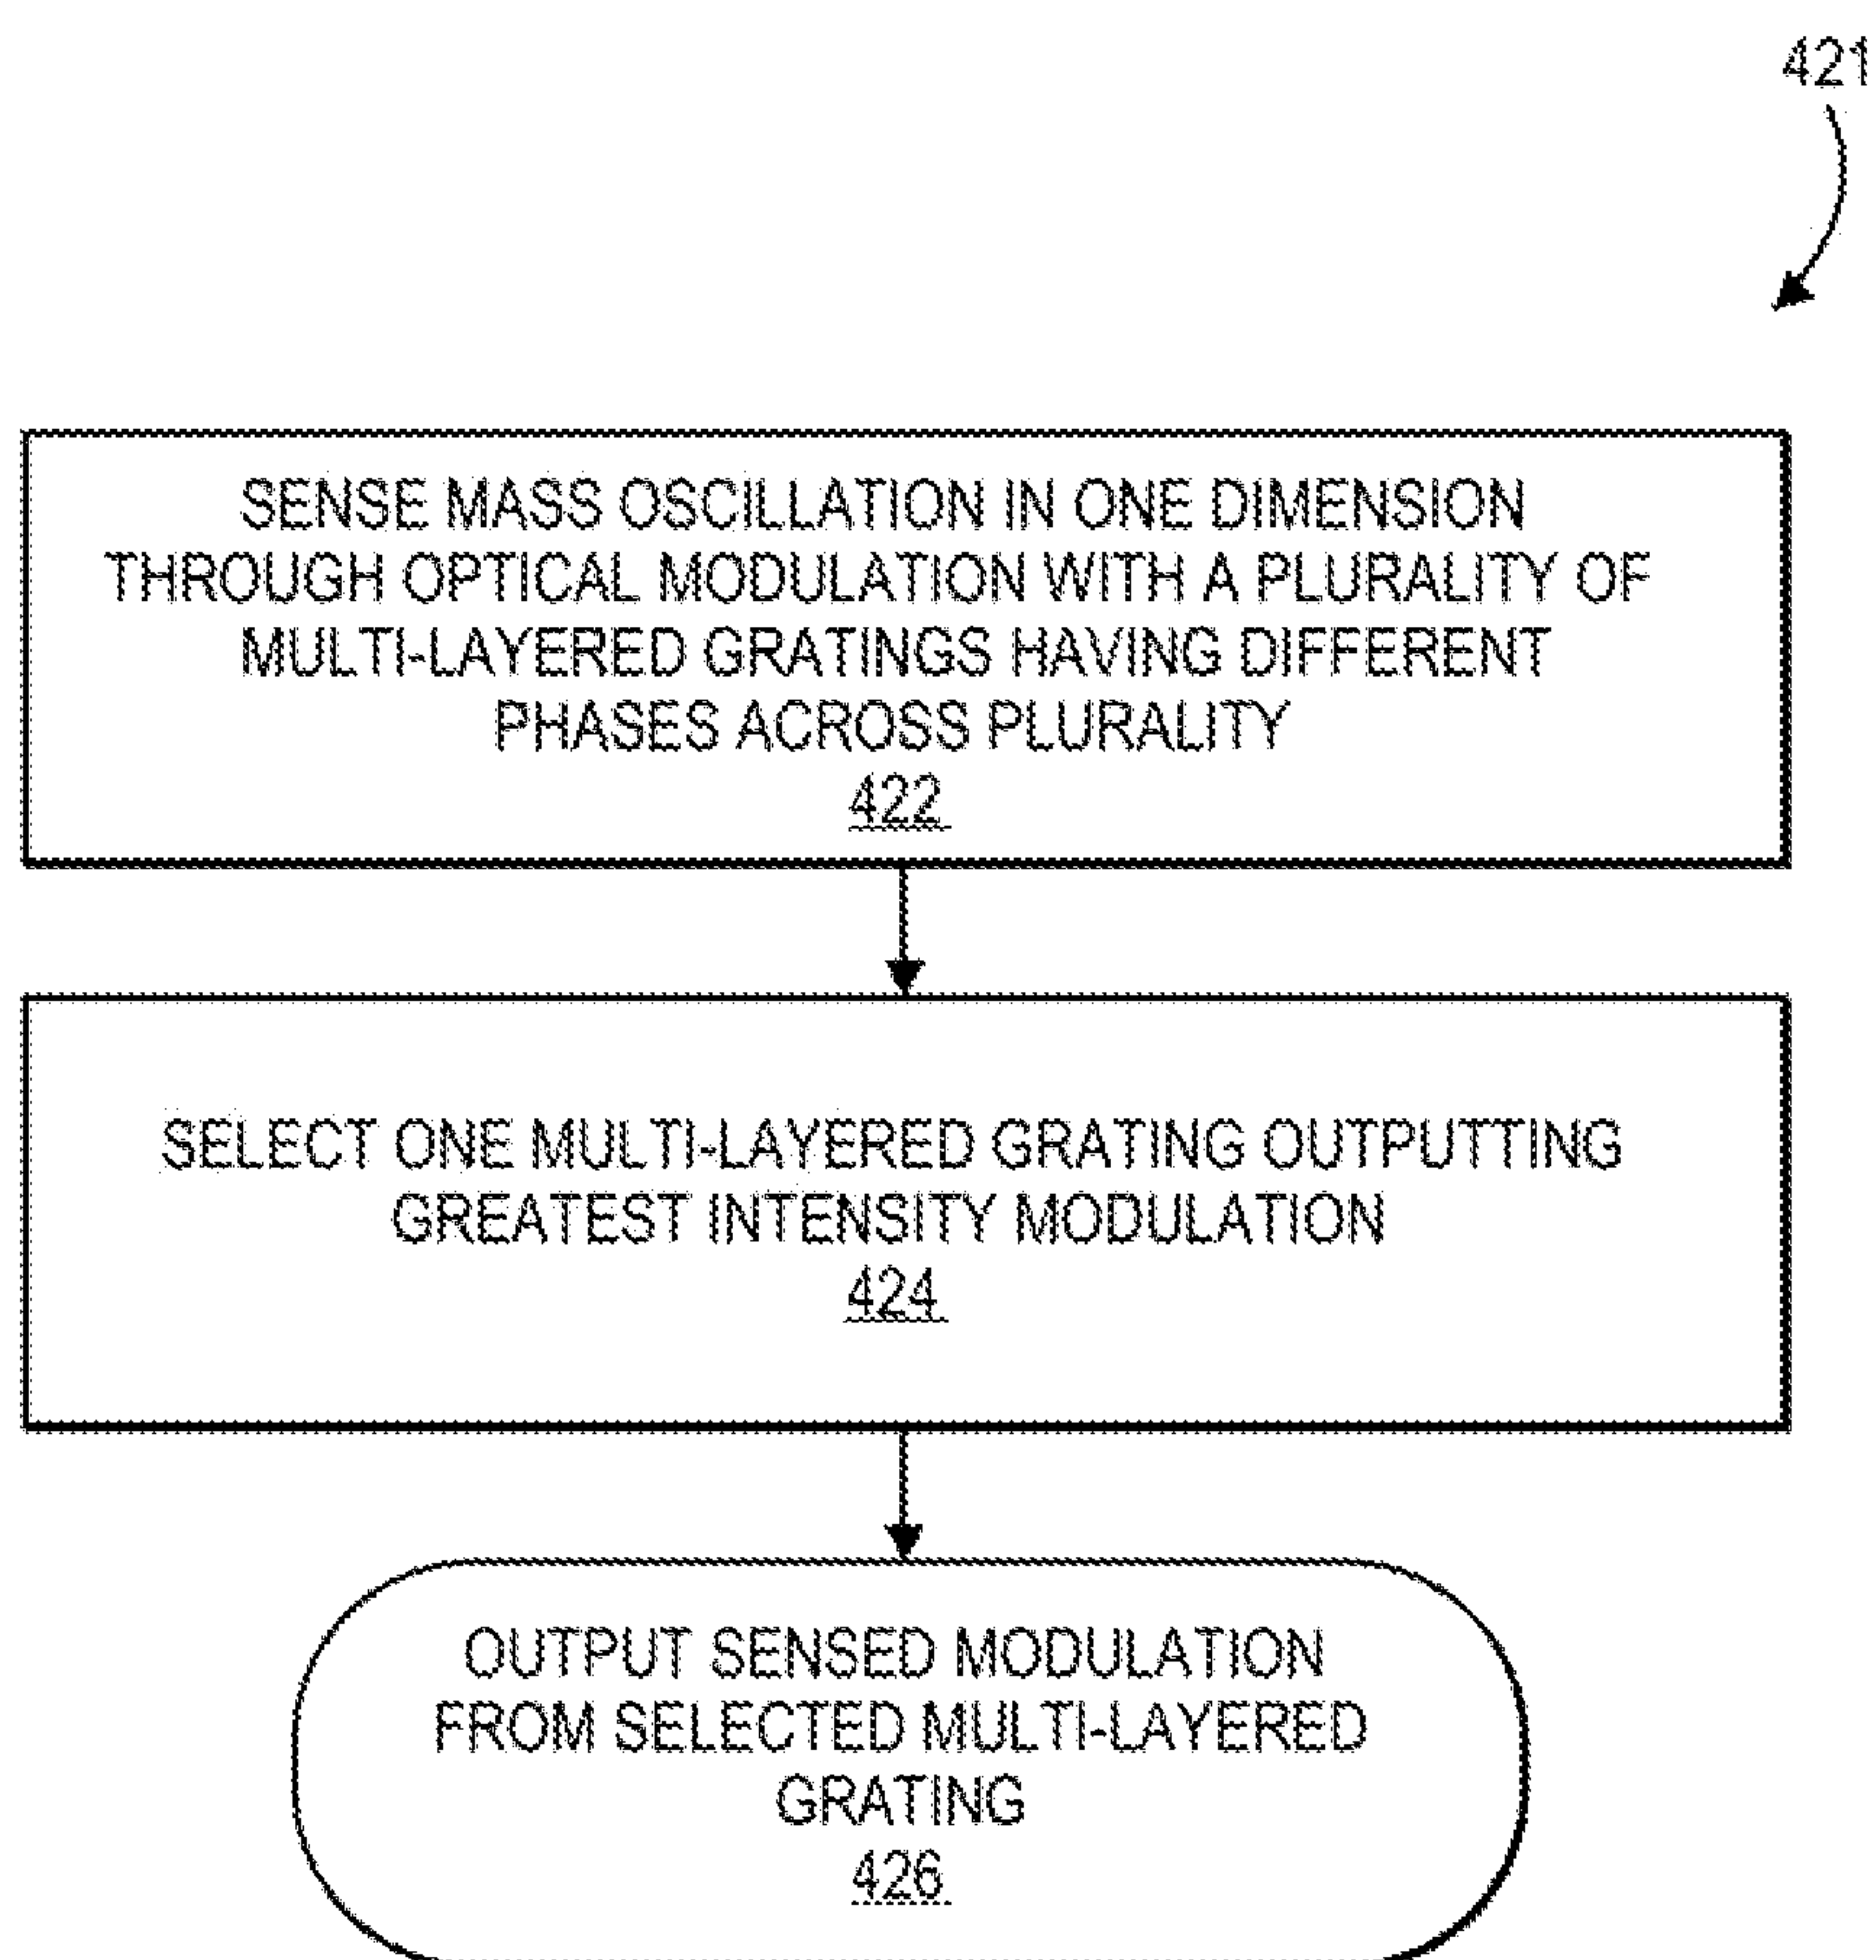 421
SENSE MASS OSCILLATION IN ONE DIMENSION
THROUGH OPTICAL MODULATION WITH A PLURALITY OF
MULTI-LAYERED GRATINGS HAVING DIFFERENT
PHASES ACROSS PLURALITY
422
SELECT ONE MULTI-LAYERED GRATING OUTPUTTING
GREATEST INTENSITY MODULATION
424
OUTPUT SENSED MODULATION
FROM SELECTED MULTI-LAYERED
GRATING
426